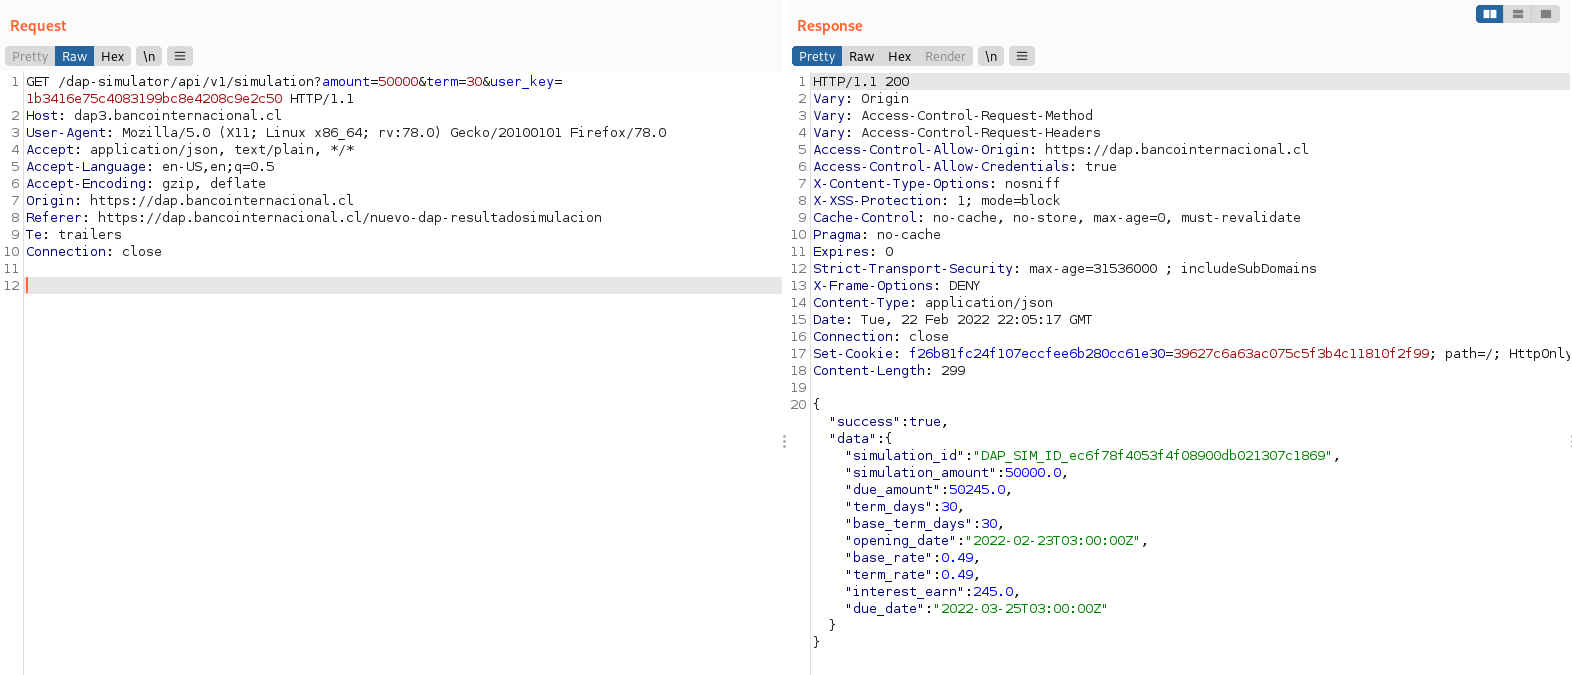 Request
Pretty Raw Hex \n
1 GET /dap-simulator/api/v1/simulation?amount=50000&term=30&user_key=
1b3416e75c4083199bc8e4208c9e2c50 HTTP/1.1
2 Host: dap3.bancointernacional.cl
3 User-Agent: Mozilla/5.0 (X11; Linux x86_64; rv:78.0) Gecko/20100101 Firefox/78.0
4 Accept: application/json, text/plain, */*
5 Accept-Language: en-US,en;q=0.5
6 Accept-Encoding: gzip, deflate
7 Origin: https://dap.bancointernacional.cl
8 Referer: https://dap.bancointernacional.cl/nuevo-dap-resultadosimulacion
9 Te: trailers
10 Connection: close
11
12
Response
Pretty Raw Hex Render \n
1 HTTP/1.1 200
2 Vary: Origin
3 Vary: Access-Control-Request-Method
4 Vary: Access-Control-Request-Headers
5 Access-Control-Allow-Origin: https://dap.bancointernacional.cl
6 Access-Control-Allow-Credentials: true
7 X-Content-Type-Options: nosniff
8 X-XSS-Protection: 1; mode=block
9 Cache-Control: no-cache, no-store, max-age=0, must-revalidate
10 Pragma: no-cache
11 Expires: 0
12 Strict-Transport-Security: max-age=31536000 ; includeSubDomains
13 X-Frame-Options: DENY
14 Content-Type: application/json
15 Date: Tue, 22 Feb 2022 22:05:17 GMT
16 Connection: close
17 Set-Cookie: f26b81fc24f107eccfee6b280cc61e30=39627c6a63ac075c5f3b4c11810f2f99; path=/; HttpOnly
18 Content-Length: 299
19
20 {
"success":true,
"data":{
"simulation_id":"DAP_SIM_ID_ec6f78f4053f4f08900db021307c1869",
"simulation_amount":50000.0,
"due_amount":50245.0,
"term_days":30,
"base_term_days":30,
"opening_date":"2022-02-23T03:00:00Z",
"base_rate":0.49,
"term_rate":0.49,
"interest_earn":245.0,
"due_date":"2022-03-25T03:00:00Z"
}
}